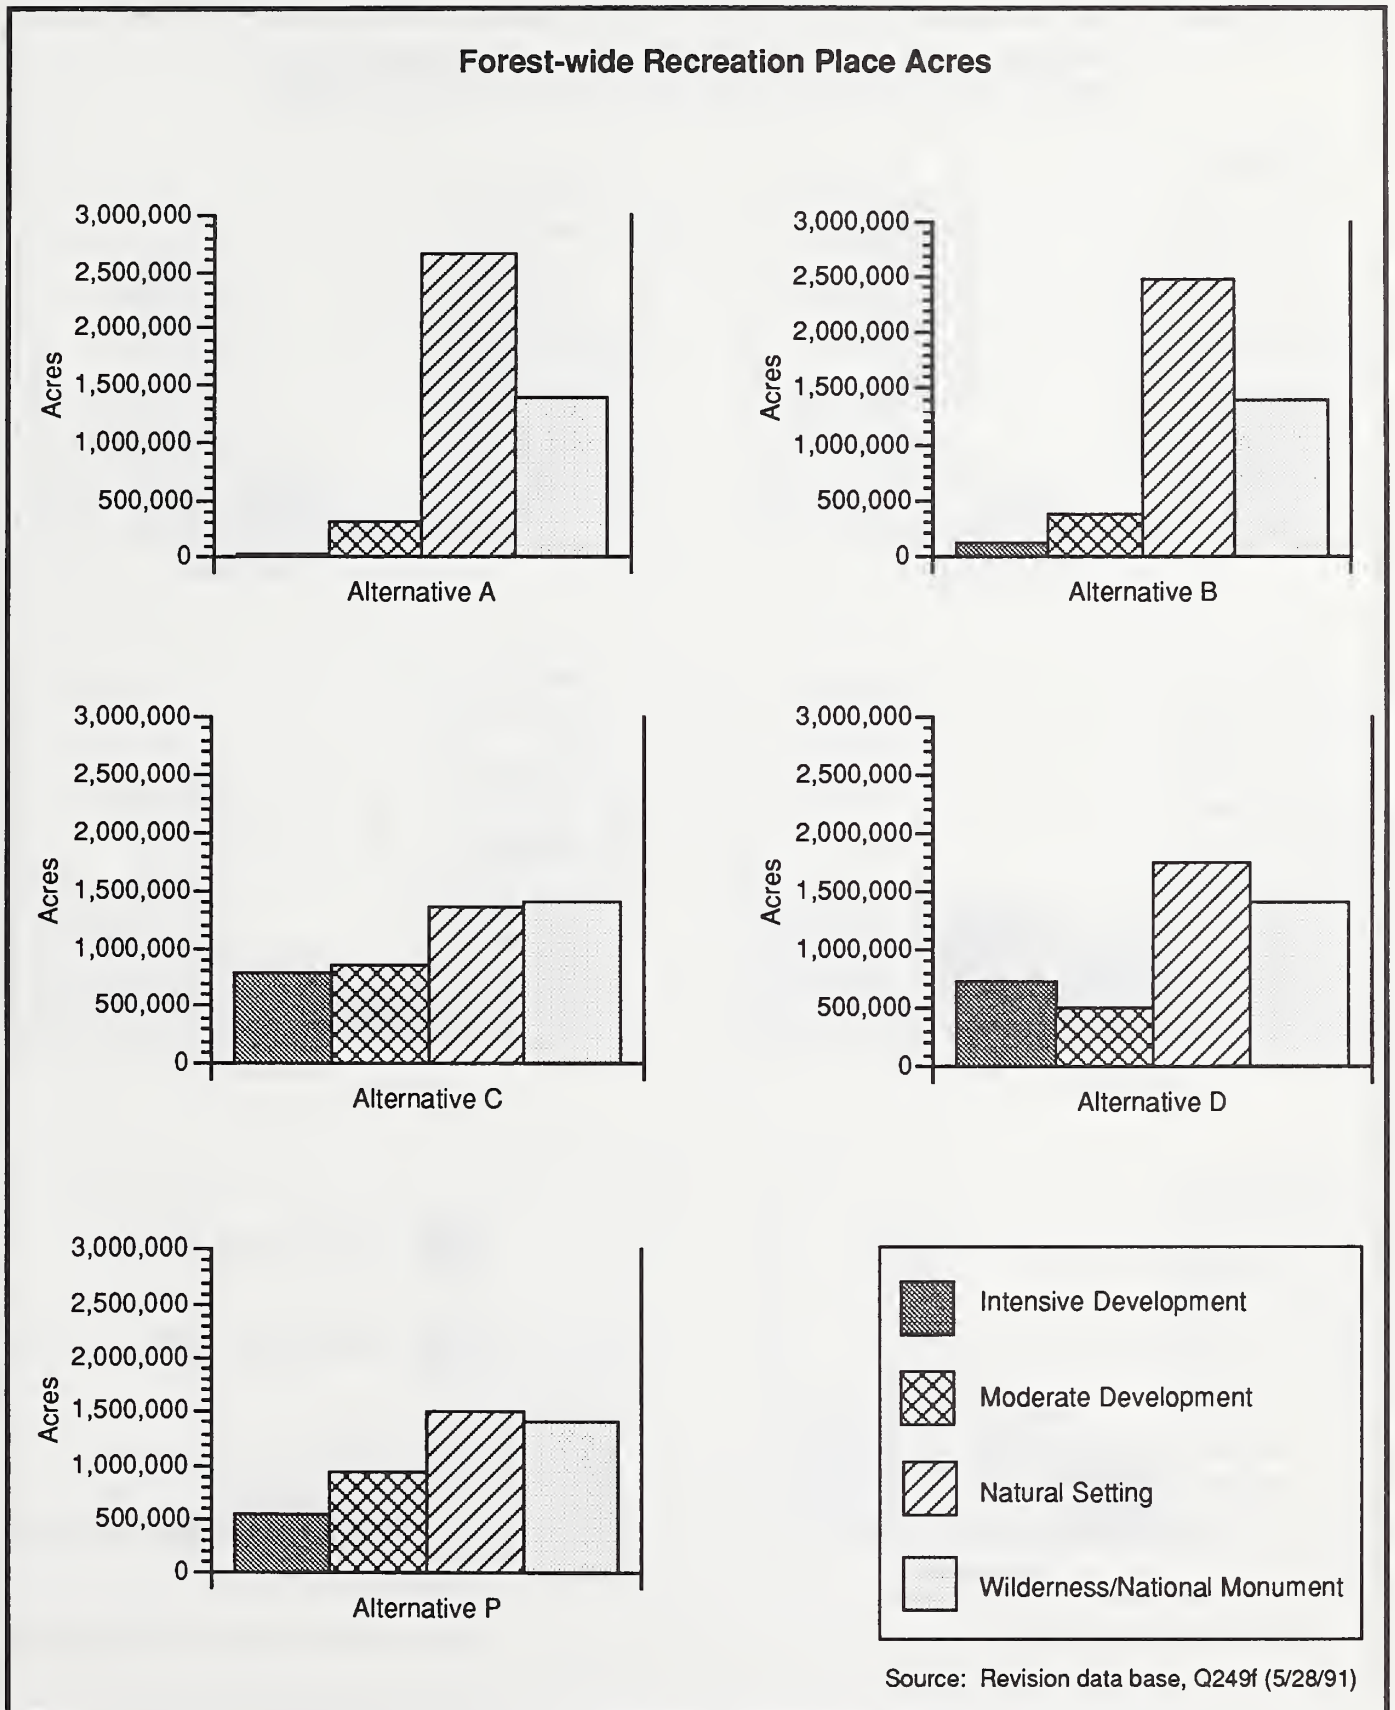 Forest-wide Recreation Place Acres
3,000,000
2,500,000
2,000,000
1,500,000
1,000,000
500,000
0
Acres
Alternative A
3,000,000
2,500,000
2,000,000
1,500,000
1,000,000
500,000
0
Acres
Alternative B
3,000,000
2,500,000
2,000,000
1,500,000
1,000,000
500,000
0
Acres
Alternative C
3,000,000
2,500,000
2,000,000
1,500,000
1,000,000
500,000
0
Acres
Alternative D
3,000,000
2,500,000
2,000,000
1,500,000
1,000,000
500,000
0
Acres
Alternative P
Intensive Development
Moderate Development
Natural Setting
Wilderness/National Monument
Source: Revision data base, Q249f (5/28/91)